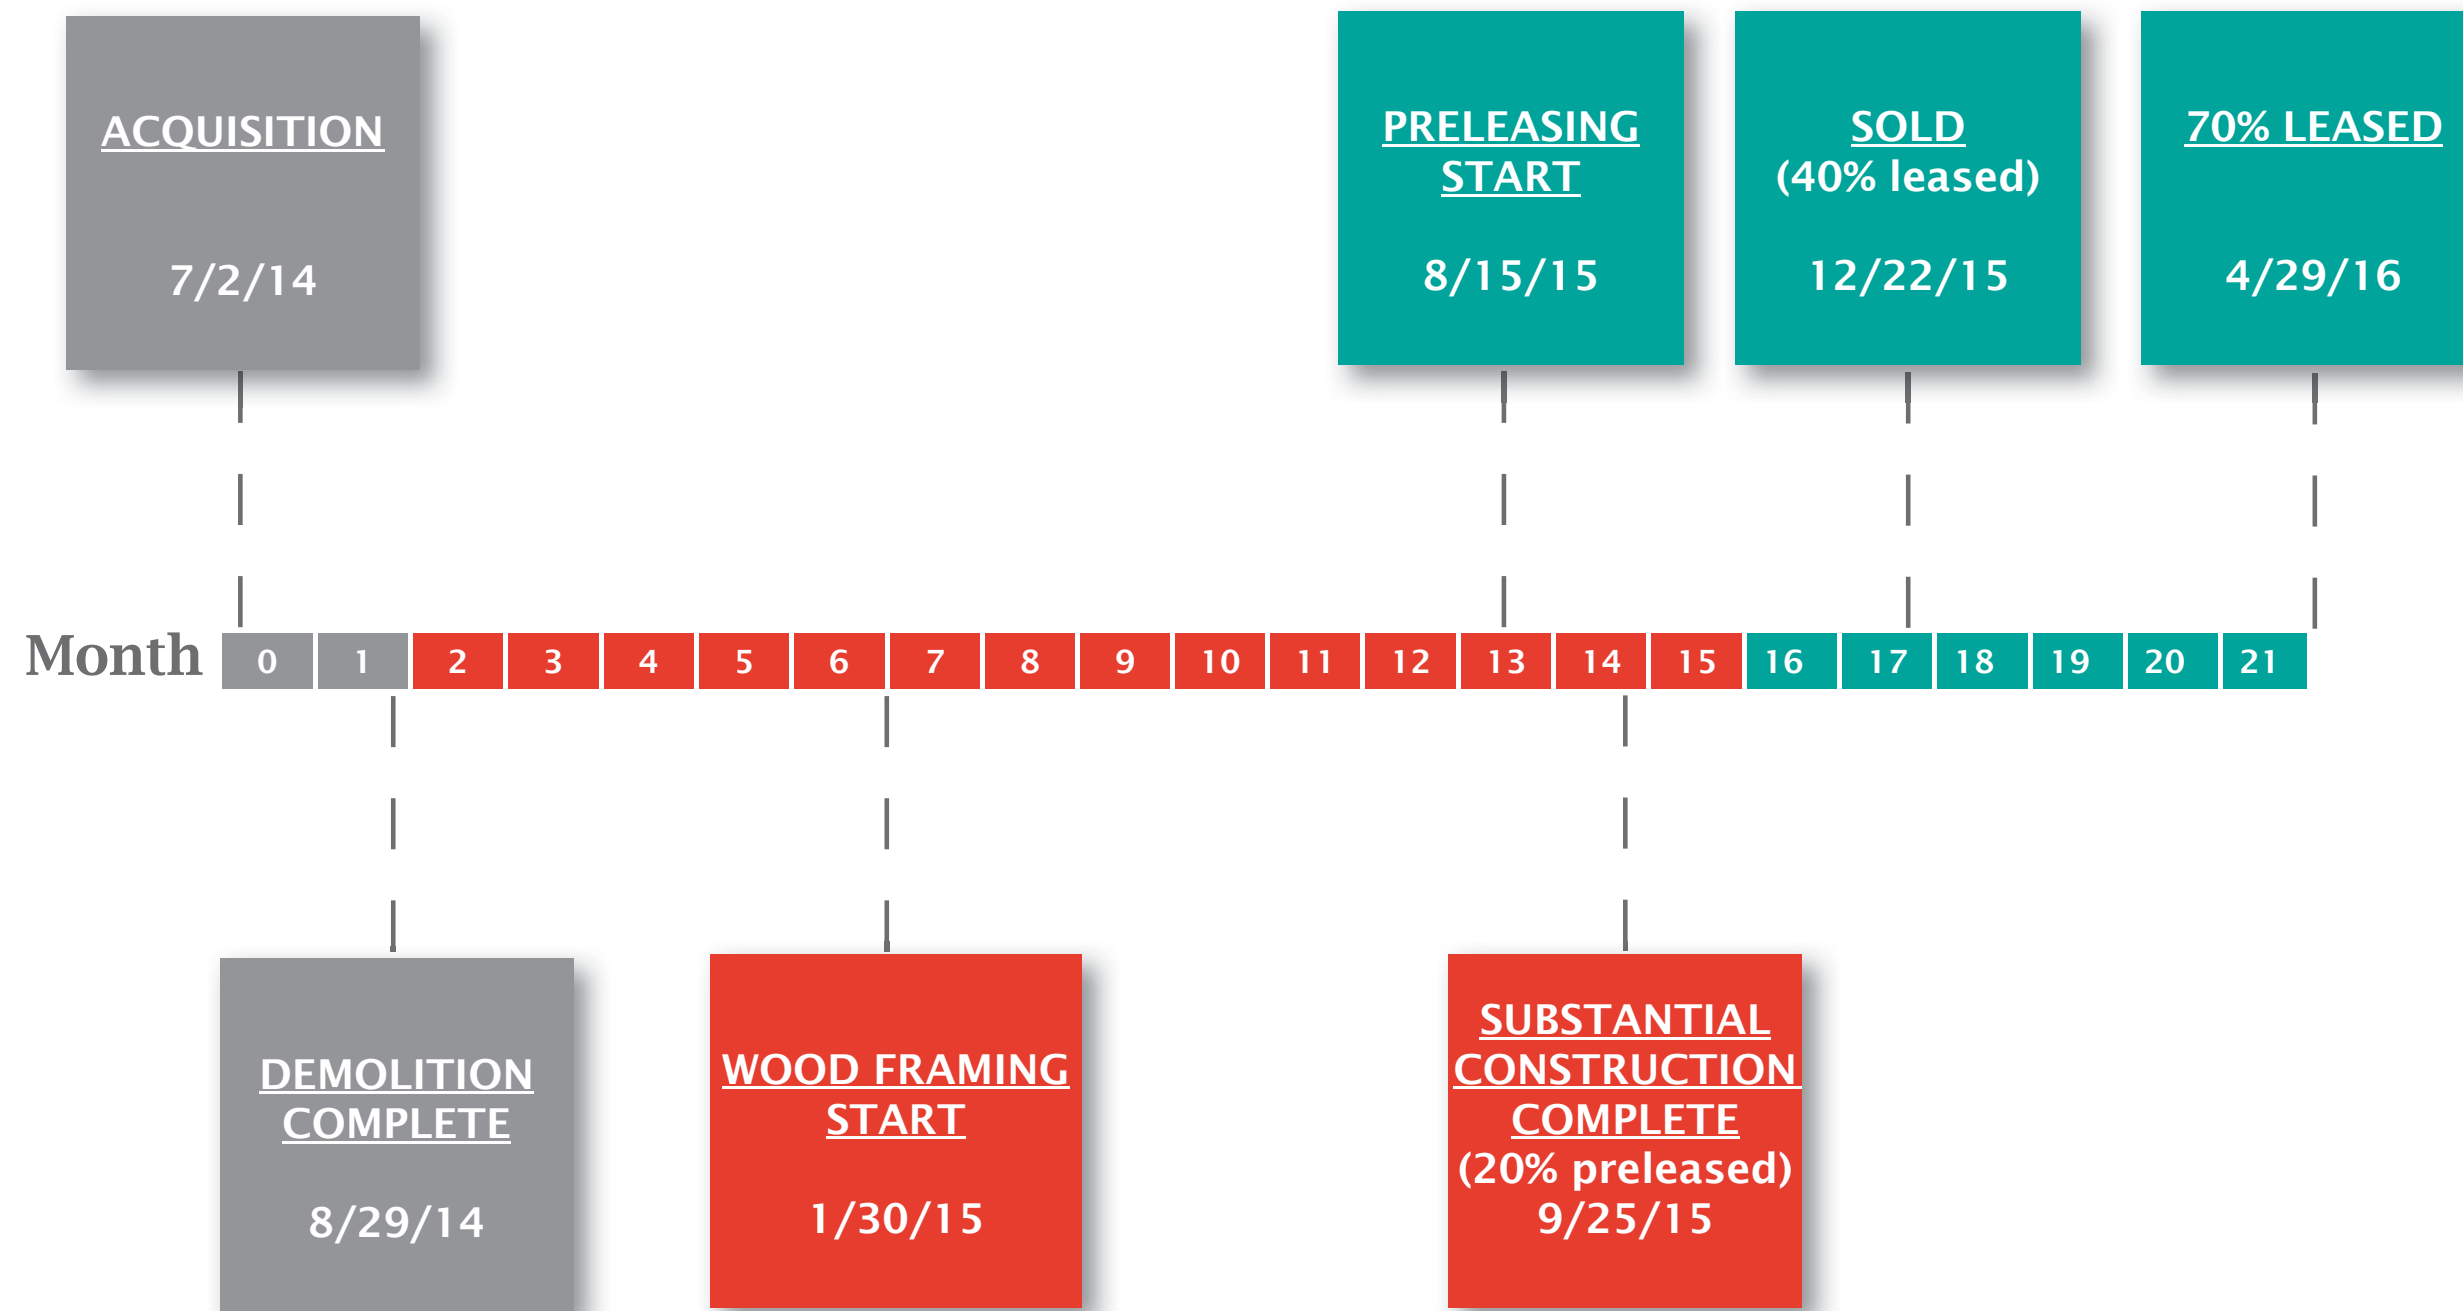 ACQUISITION
7/2/14
PRELEASING
START
8/15/15
SOLD
(40% leased)
12/22/15
70% LEASED
4/29/16
Month 0 1 2 3 4 5 6 7 8 9 10 11 12 13 14 15 16 17 18 19 20 21
DEMOLITION
COMPLETE
8/29/14
WOOD FRAMING
START
1/30/15
SUBSTANTIAL
CONSTRUCTION
COMPLETE
(20% preleased)
9/25/15